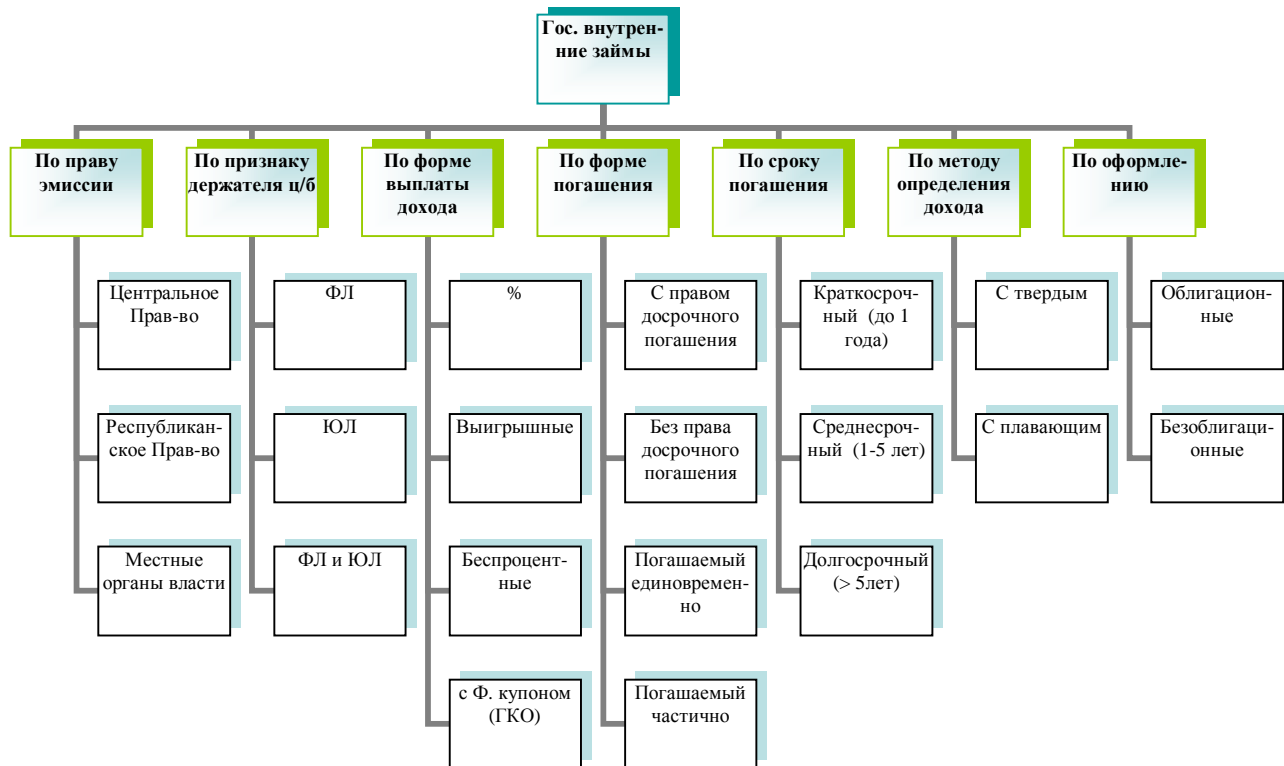 Гос. внутрен-
ние займы
По праву
эмиссии
По признаку
держателя ц/б
По форме
выплаты
дохода
По форме
погашения
По сроку
погашения
По методу
определения
дохода
По оформле-
нию
Центральное
Прав-во
ФЛ
%
С правом
досрочного
погашения
Краткосроч-
ный (до 1
года)
С твердым
Облигацион-
ные
Республикан-
ское Прав-во
ЮЛ
Выигрышные
Без права
досрочного
погашения
Среднесроч-
ный (1-5 лет)
С плавающим
Безоблигаци-
онные
Местные
органы власти
ФЛ и ЮЛ
Беспроцент-
ные
Погашаемый
единовремен-
но
Долгосрочный
(> 5лет)
с Ф. купоном
(ГКО)
Погашаемый
частично